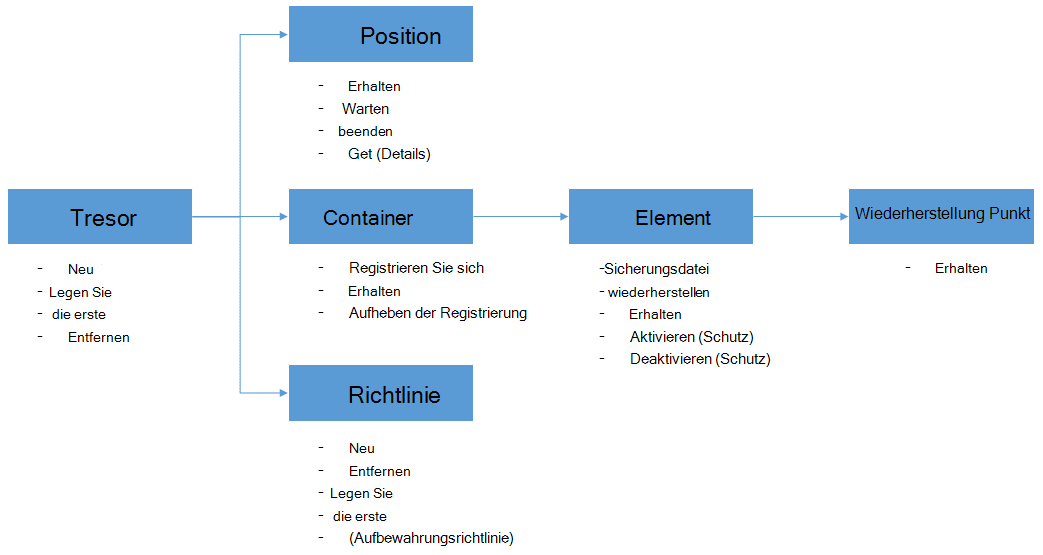 Position
- Erhalten
- Warten
- beenden
- Get (Details)
Tresor
- Neu
- Legen Sie
- die erste
- Entfernen
Container
- Registrieren Sie sich
- Erhalten
- Aufheben der Registrierung
Element
-Sicherungsdatei
-wiederherstellen
- Erhalten
- Aktivieren (Schutz)
- Deaktivieren (Schutz)
Wiederherstellung Punkt
- Erhalten
Richtlinie
- Neu
- Entfernen
- Legen Sie
- die erste
- (Aufbewahrungsrichtlinie)